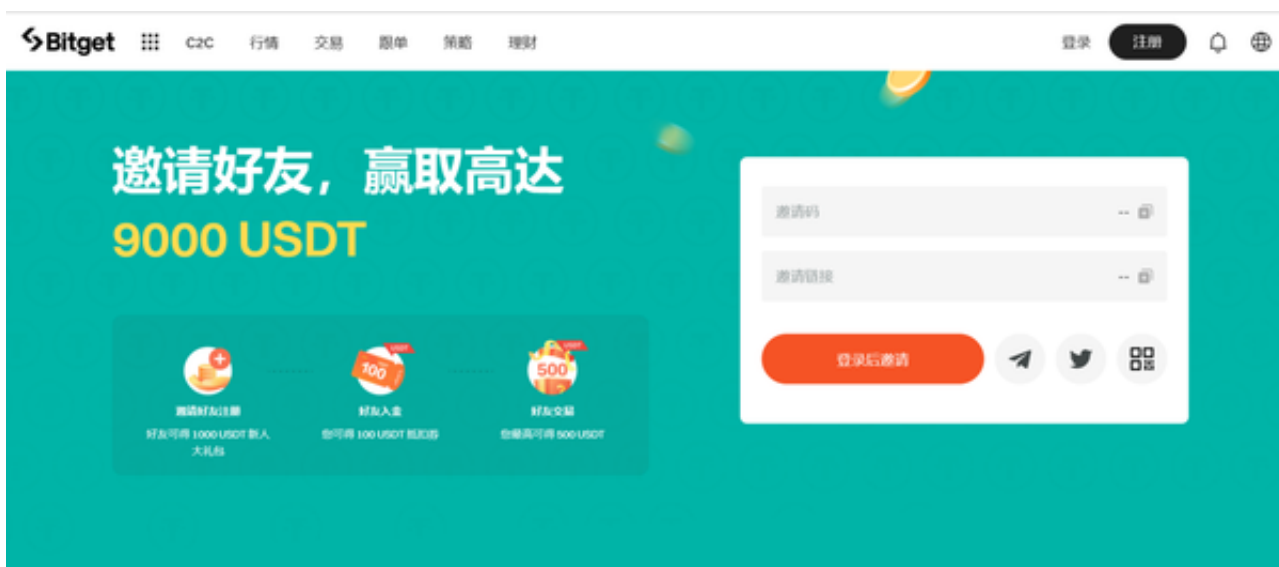 Bitget C2C 行情 交易 跟单 策略 理财 登录 注册
邀请好友，赢取高达
9000 USDT
邀请码 --
邀请链接 --
登录后邀请
USDT
100
USDT
500
邀请好友注册
好友可得 1000 USDT 新人
大礼包
好友入金
您可得 100 USDT 抵扣券
好友交易
您最高可得 500 USDT